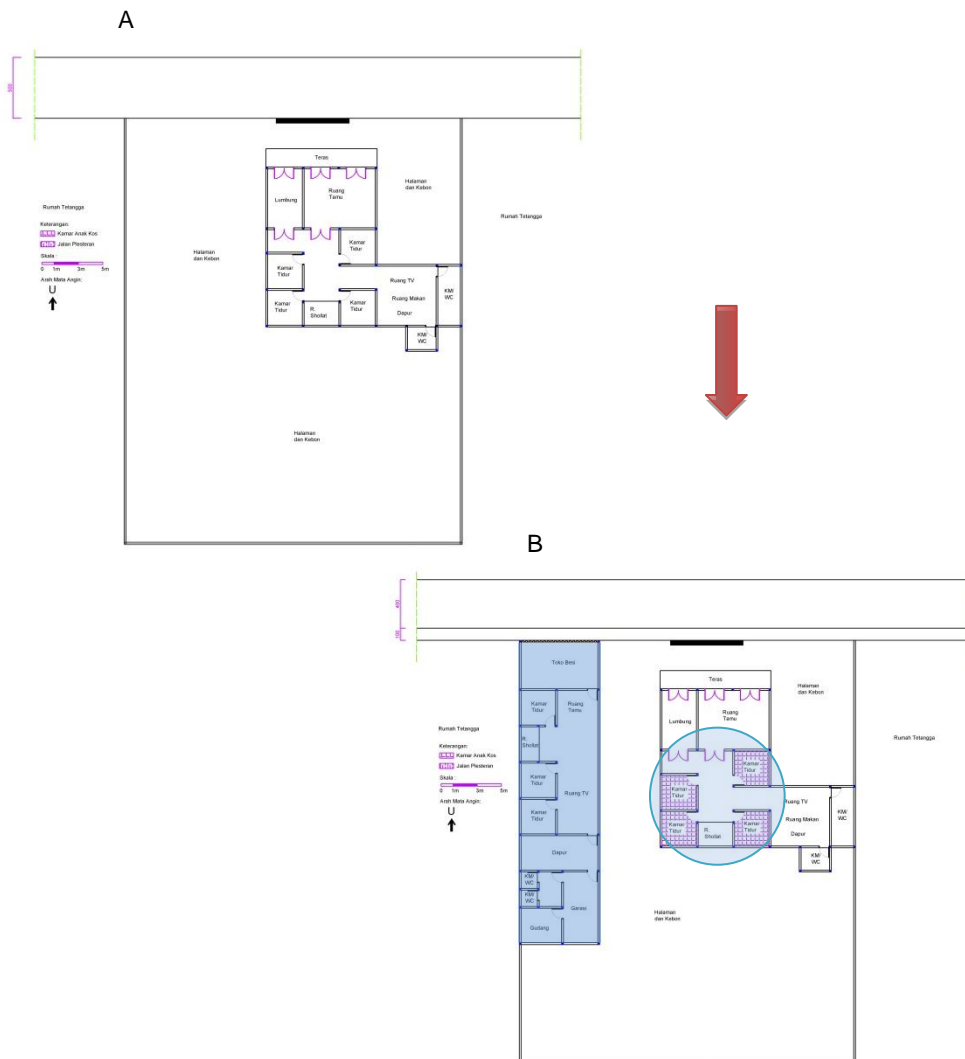 A
600
Teras
Lumbung
Ruang
Tamu
Halaman
dan Kebon
Rumah Tetangga
Rumah Tetangga
Keterangan:
Kamar Anak Kos
Jalan Plesteran
Skala :
0 1m 3m 5m
Arah Mata Angin:
U
Halaman
dan Kebon
Kamar
Tidur
Kamar
Tidur
Ruang TV
KM/
WC
Kamar
Tidur
R.
Sholat
Kamar
Tidur
Ruang Makan
Dapur
KM/
WC
Halaman
dan Kebon
B
400
100
Toko Besi
Teras
Halaman
dan Kebon
Kamar
Tidur
Ruang
Tamu
Lumbung
Ruang
Tamu
Rumah Tetangga
Rumah Tetangga
Keterangan:
Kamar Anak Kos
Jalan Plesteran
Skala :
0 1m 3m 5m
Arah Mata Angin:
U
R.
Sholat
Kamar
Tidur
Kamar
Tidur
Ruang TV
Kamar
Tidur
Kamar
Tidur
Kamar
Tidur
R.
Sholat
Kamar
Tidur
Ruang TV
Ruang Makan
Dapur
KM/
WC
KM/
WC
Dapur
KM/
WC
KM/
WC
Garasi
Gudang
Halaman
dan Kebon